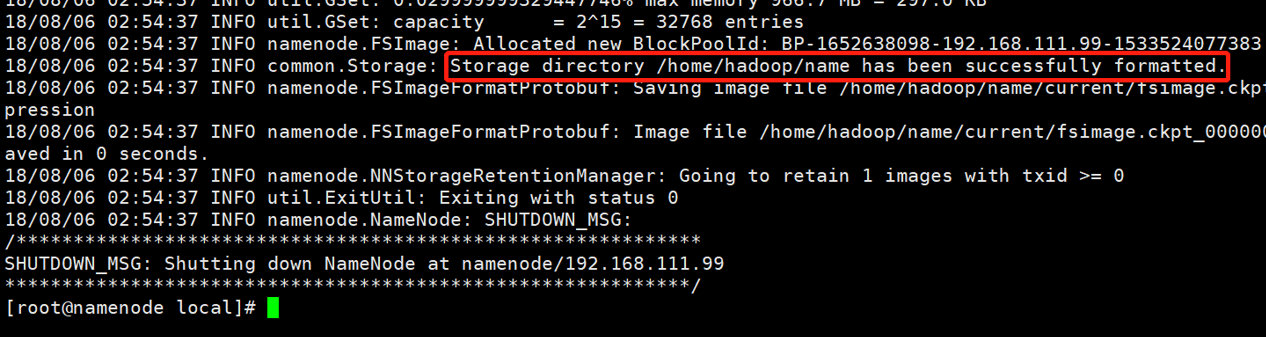 18/08/06 02:54:37 INFO util.GSet: 0.029999999329447746% max memory 966.7 MB = 297.0 KB
18/08/06 02:54:37 INFO util.GSet: capacity      = 2^15 = 32768 entries
18/08/06 02:54:37 INFO namenode.FSImage: Allocated new BlockPoolId: BP-1652638098-192.168.111.99-1533524077383
18/08/06 02:54:37 INFO common.Storage: Storage directory /home/hadoop/name has been successfully formatted.
18/08/06 02:54:37 INFO namenode.FSImageFormatProtobuf: Saving image file /home/hadoop/name/current/fsimage.ckpt
pression
18/08/06 02:54:37 INFO namenode.FSImageFormatProtobuf: Image file /home/hadoop/name/current/fsimage.ckpt_000000
aved in 0 seconds.
18/08/06 02:54:37 INFO namenode.NNStorageRetentionManager: Going to retain 1 images with txid >= 0
18/08/06 02:54:37 INFO util.ExitUtil: Exiting with status 0
18/08/06 02:54:37 INFO namenode.NameNode: SHUTDOWN_MSG:
/************************************************************
SHUTDOWN_MSG: Shutting down NameNode at namenode/192.168.111.99
************************************************************/
[root@namenode local]#